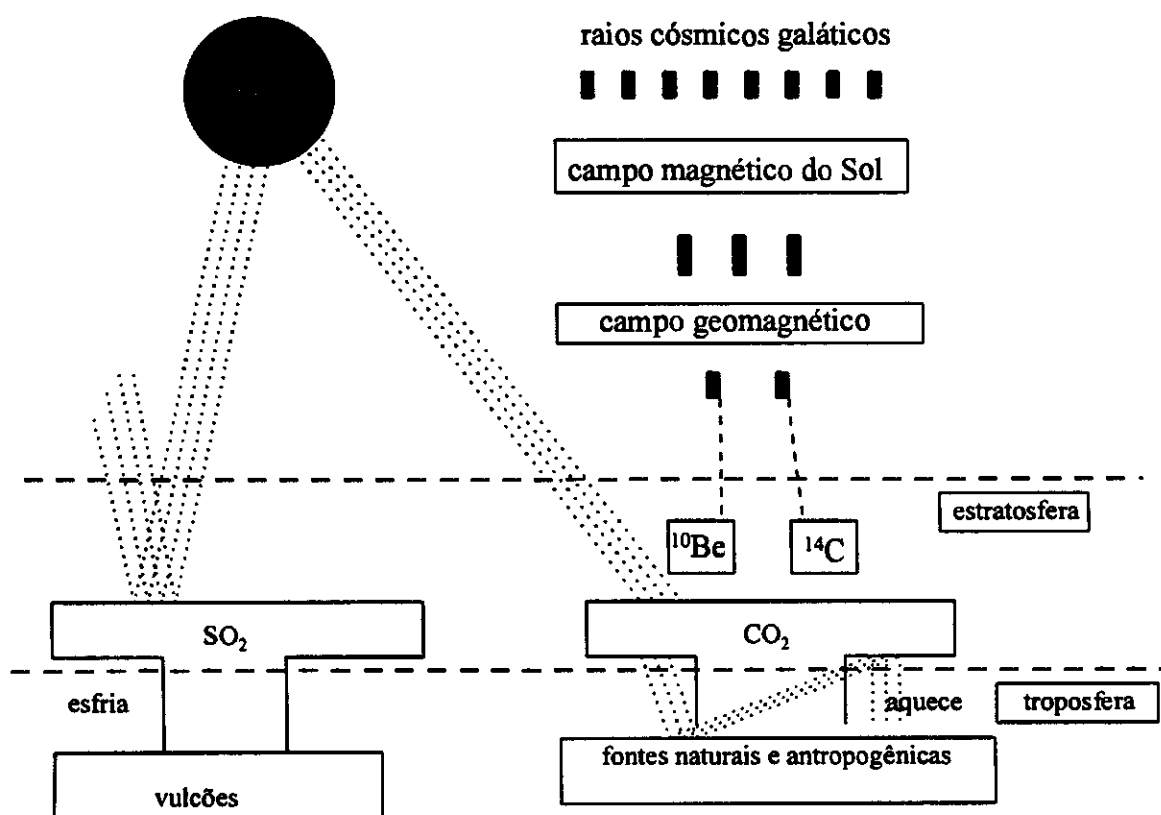 raios cósmicos galáticos
campo magnético do Sol
campo geomagnético
estratosfera
¹⁰Be
¹⁴C
SO₂
CO₂
esfria
aquece
troposfera
fontes naturais e antropogênicas
vulcões